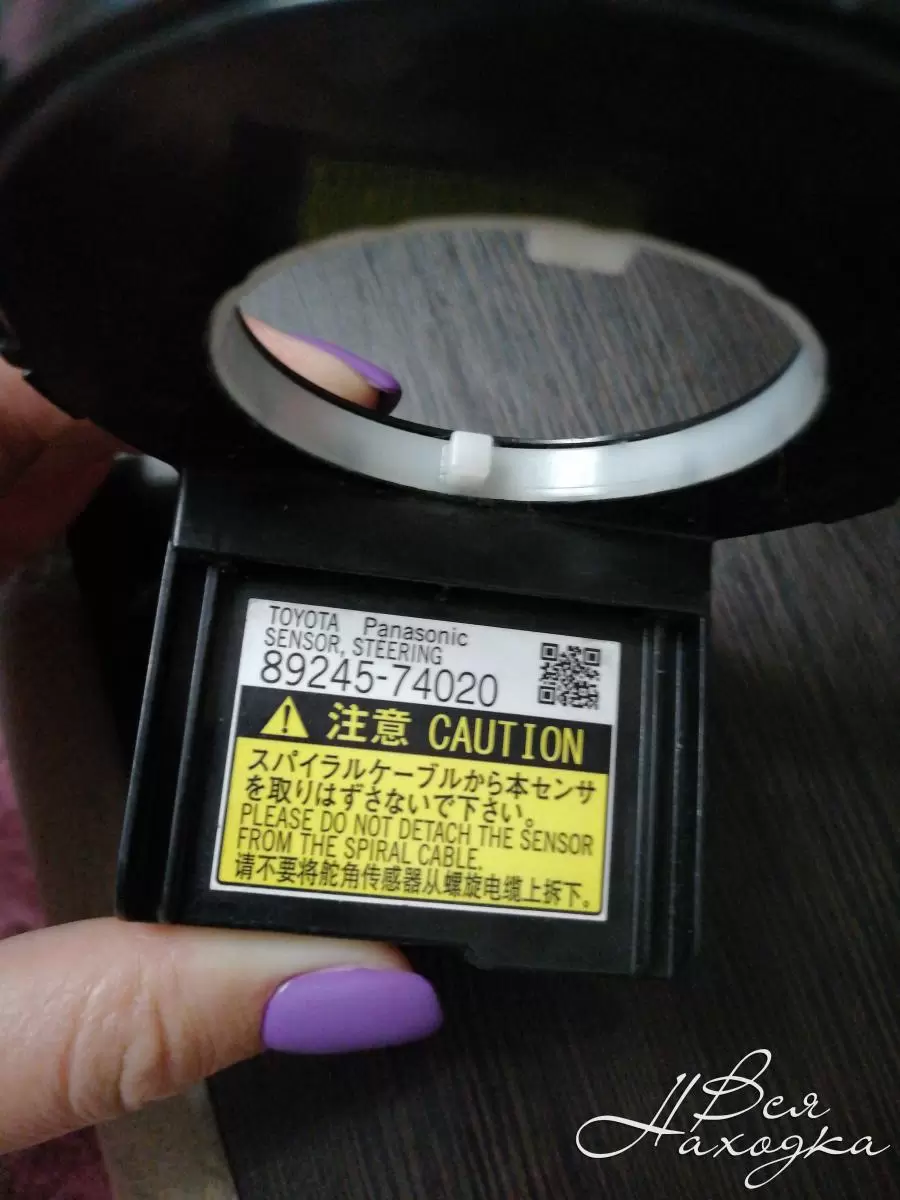 TOYOTA Panasonic
SENSOR, STEERING
89245-74020
注意 CAUTION
スパイラルケーブルから本センサ
を取りはずさないで下さい。
PLEASE DO NOT DETACH THE SENSOR
FROM THE SPIRAL CABLE.
请不要将舵角传感器从螺旋电缆上拆下。
Вся
Находка